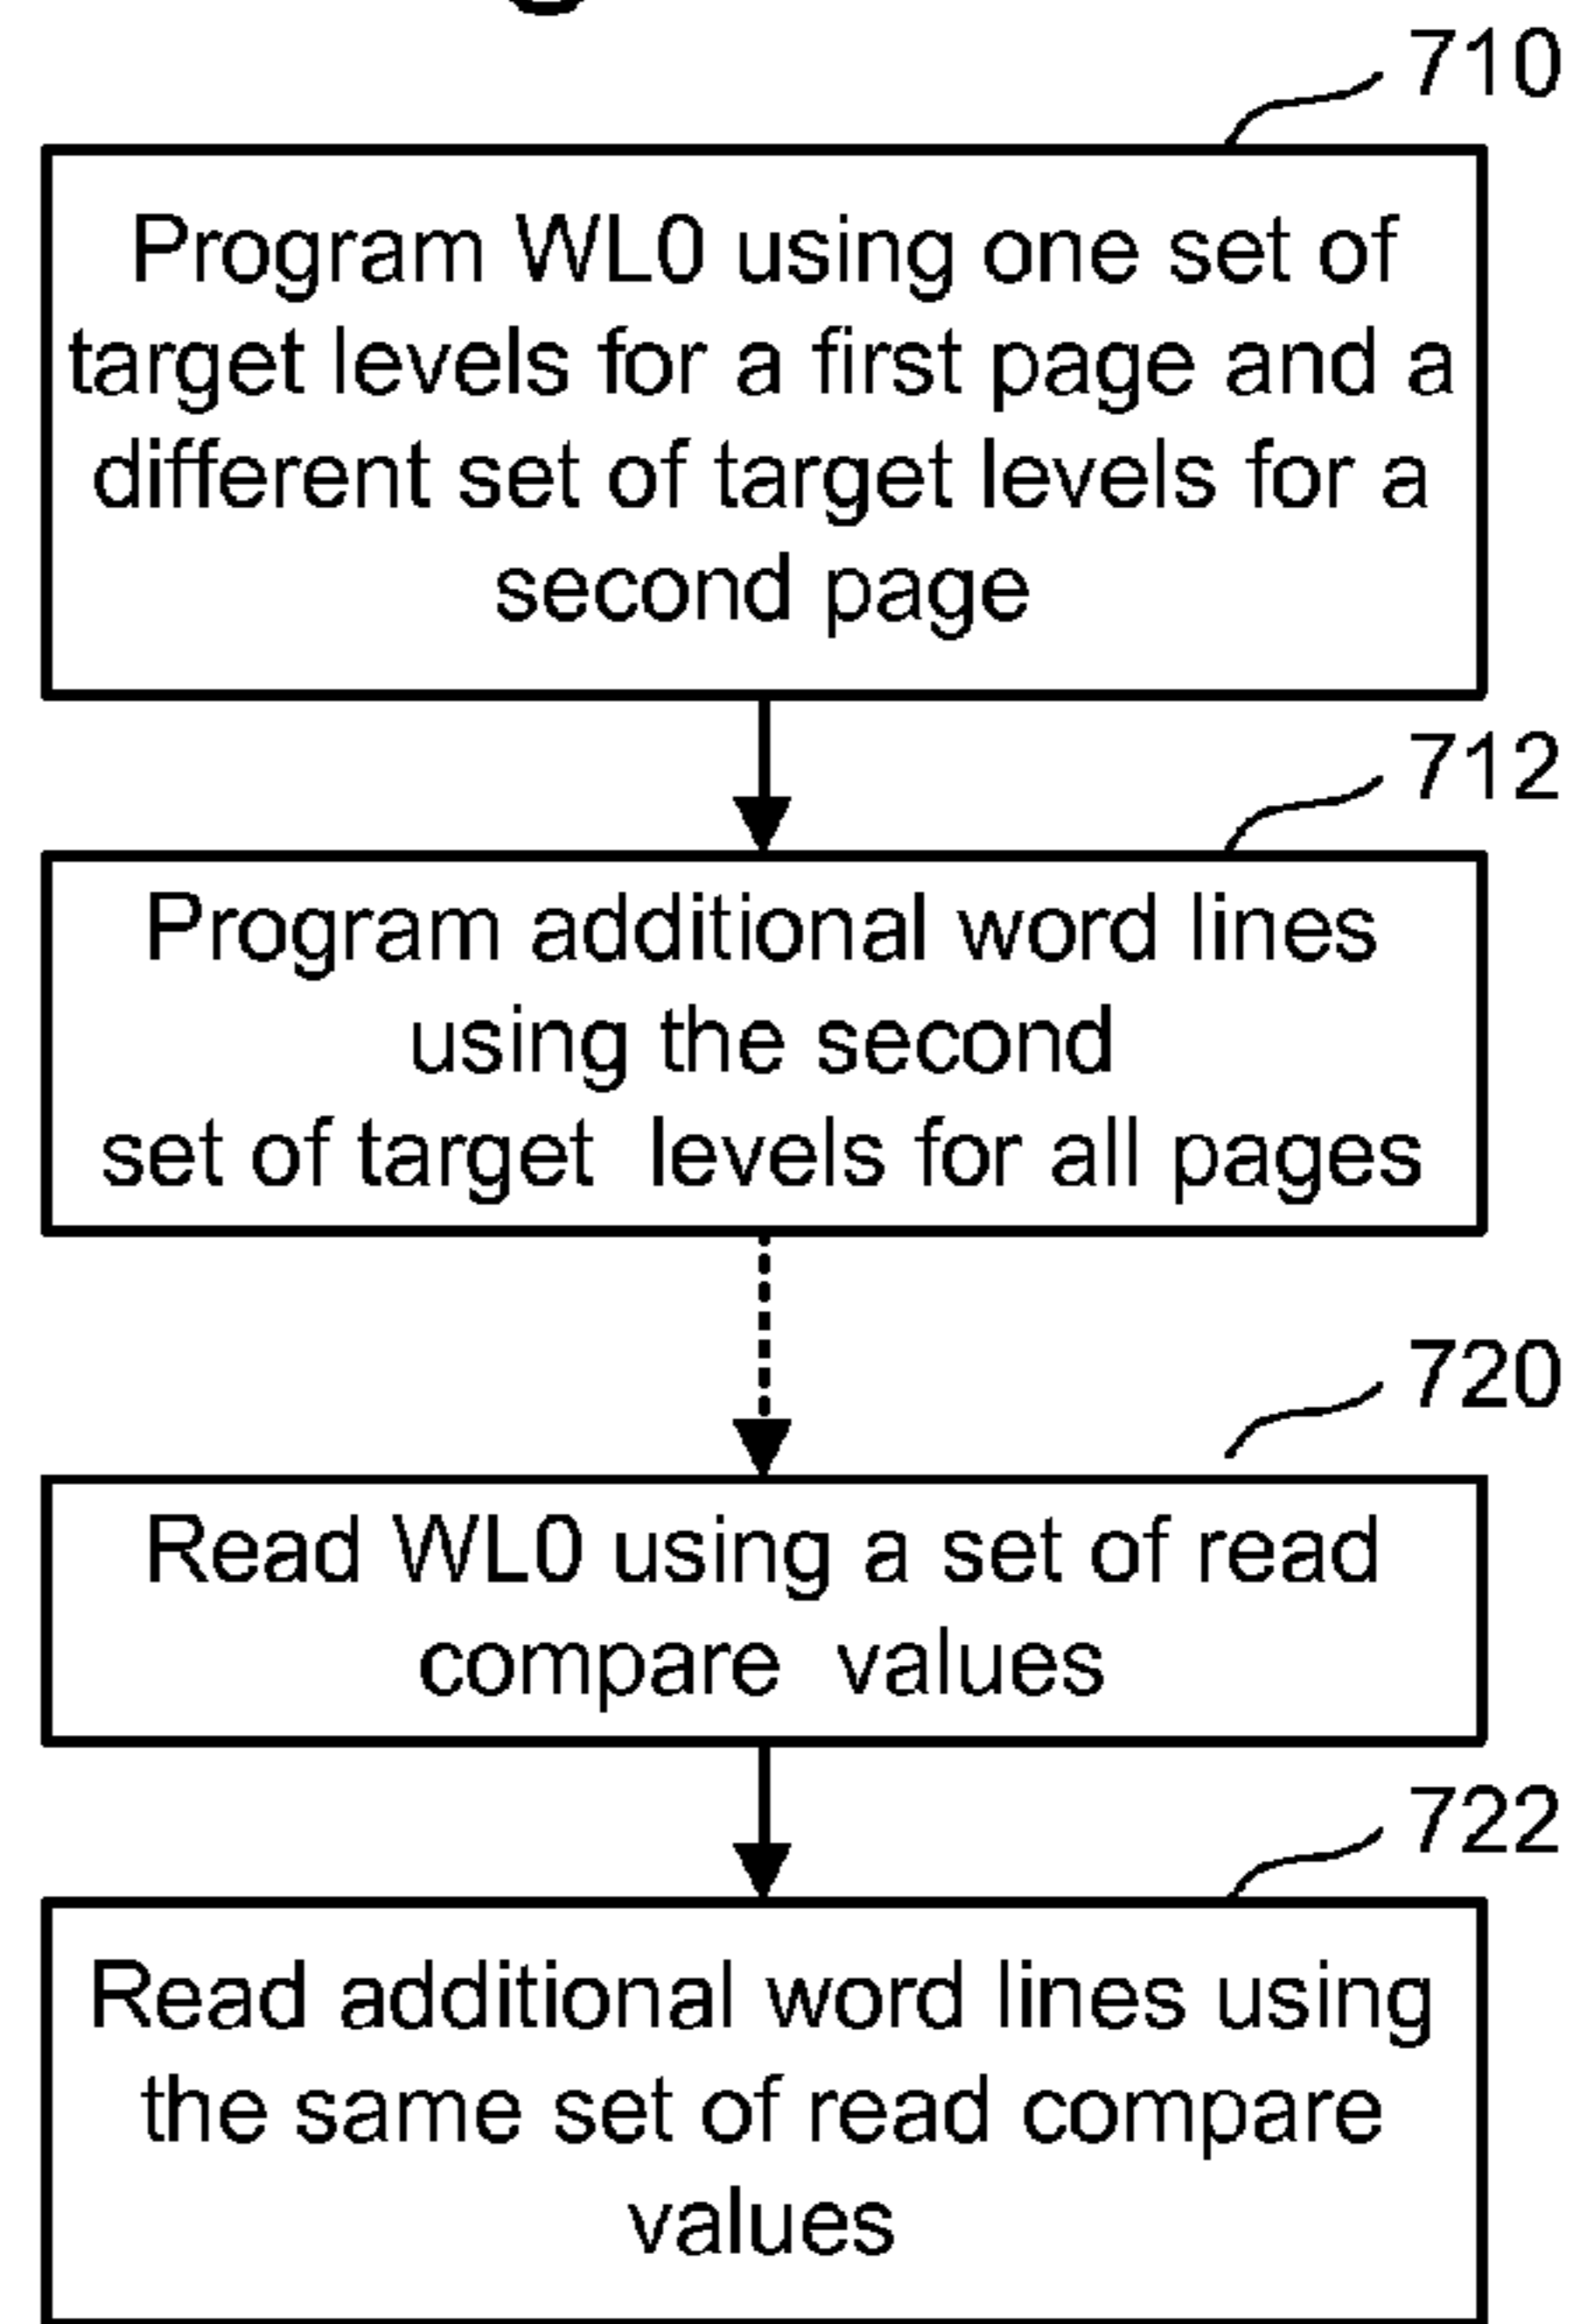 710
Program WL0 using one set of
target levels for a first page and a
different set of target levels for a
second page
712
Program additional word lines
using the second
set of target levels for all pages
720
Read WL0 using a set of read
compare values
722
Read additional word lines using
the same set of read compare
values